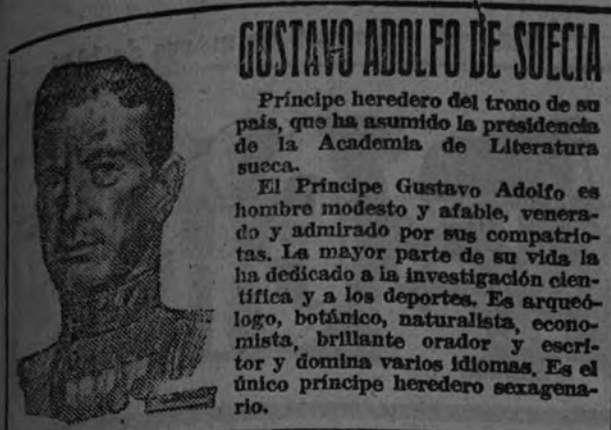 GUSTAVO ADOLFO DE SUECIA
Príncipe heredero del trono de su
país, que ha asumido la presidencia
de la Academia de Literatura
sueca.
El Príncipe Gustavo Adolfo es
hombre modesto y afable, venera-
do y admirado por sus compatrio-
tas. La mayor parte de su vida la
ha dedicado a la investigación cien-
tífica y a los deportes. Es arqueó-
logo, botánico, naturalista, econo-
mista, brillante orador y escri-
tor y domina varios idiomas. Es el
único príncipe heredero sexagena-
rio.